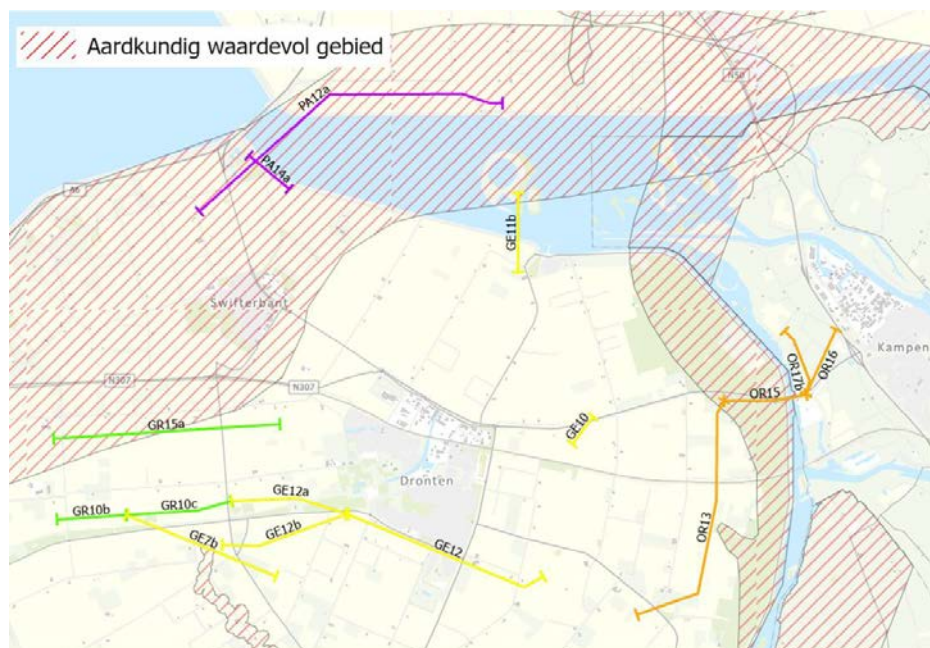 Aardkundig waardevol gebied
N50
PA12a
PA14a
A6
GE11b
Swifterbant
Kampen
OR17b
OR16
N307
N307
OR15
GR15a
GE10
Dronten
GE12a
GR10b
GR10c
GE12b
GE7b
GE12
OR13